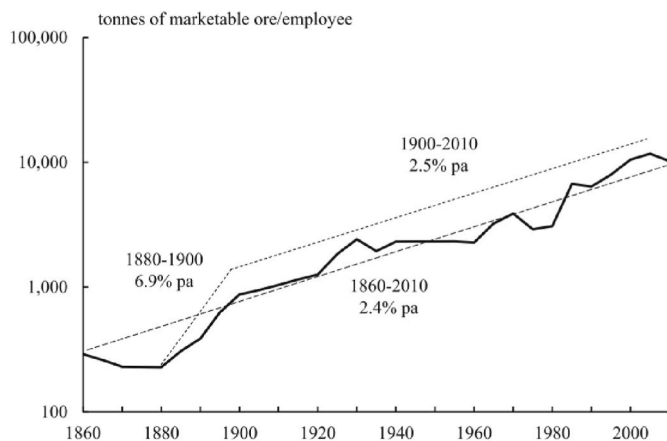 tonnes of marketable ore/employee
100,000
10,000
1,000
100
1900-2010
2.5% pa
1880-1900
6.9% pa
1860-2010
2.4% pa
1860 1880 1900 1920 1940 1960 1980 2000